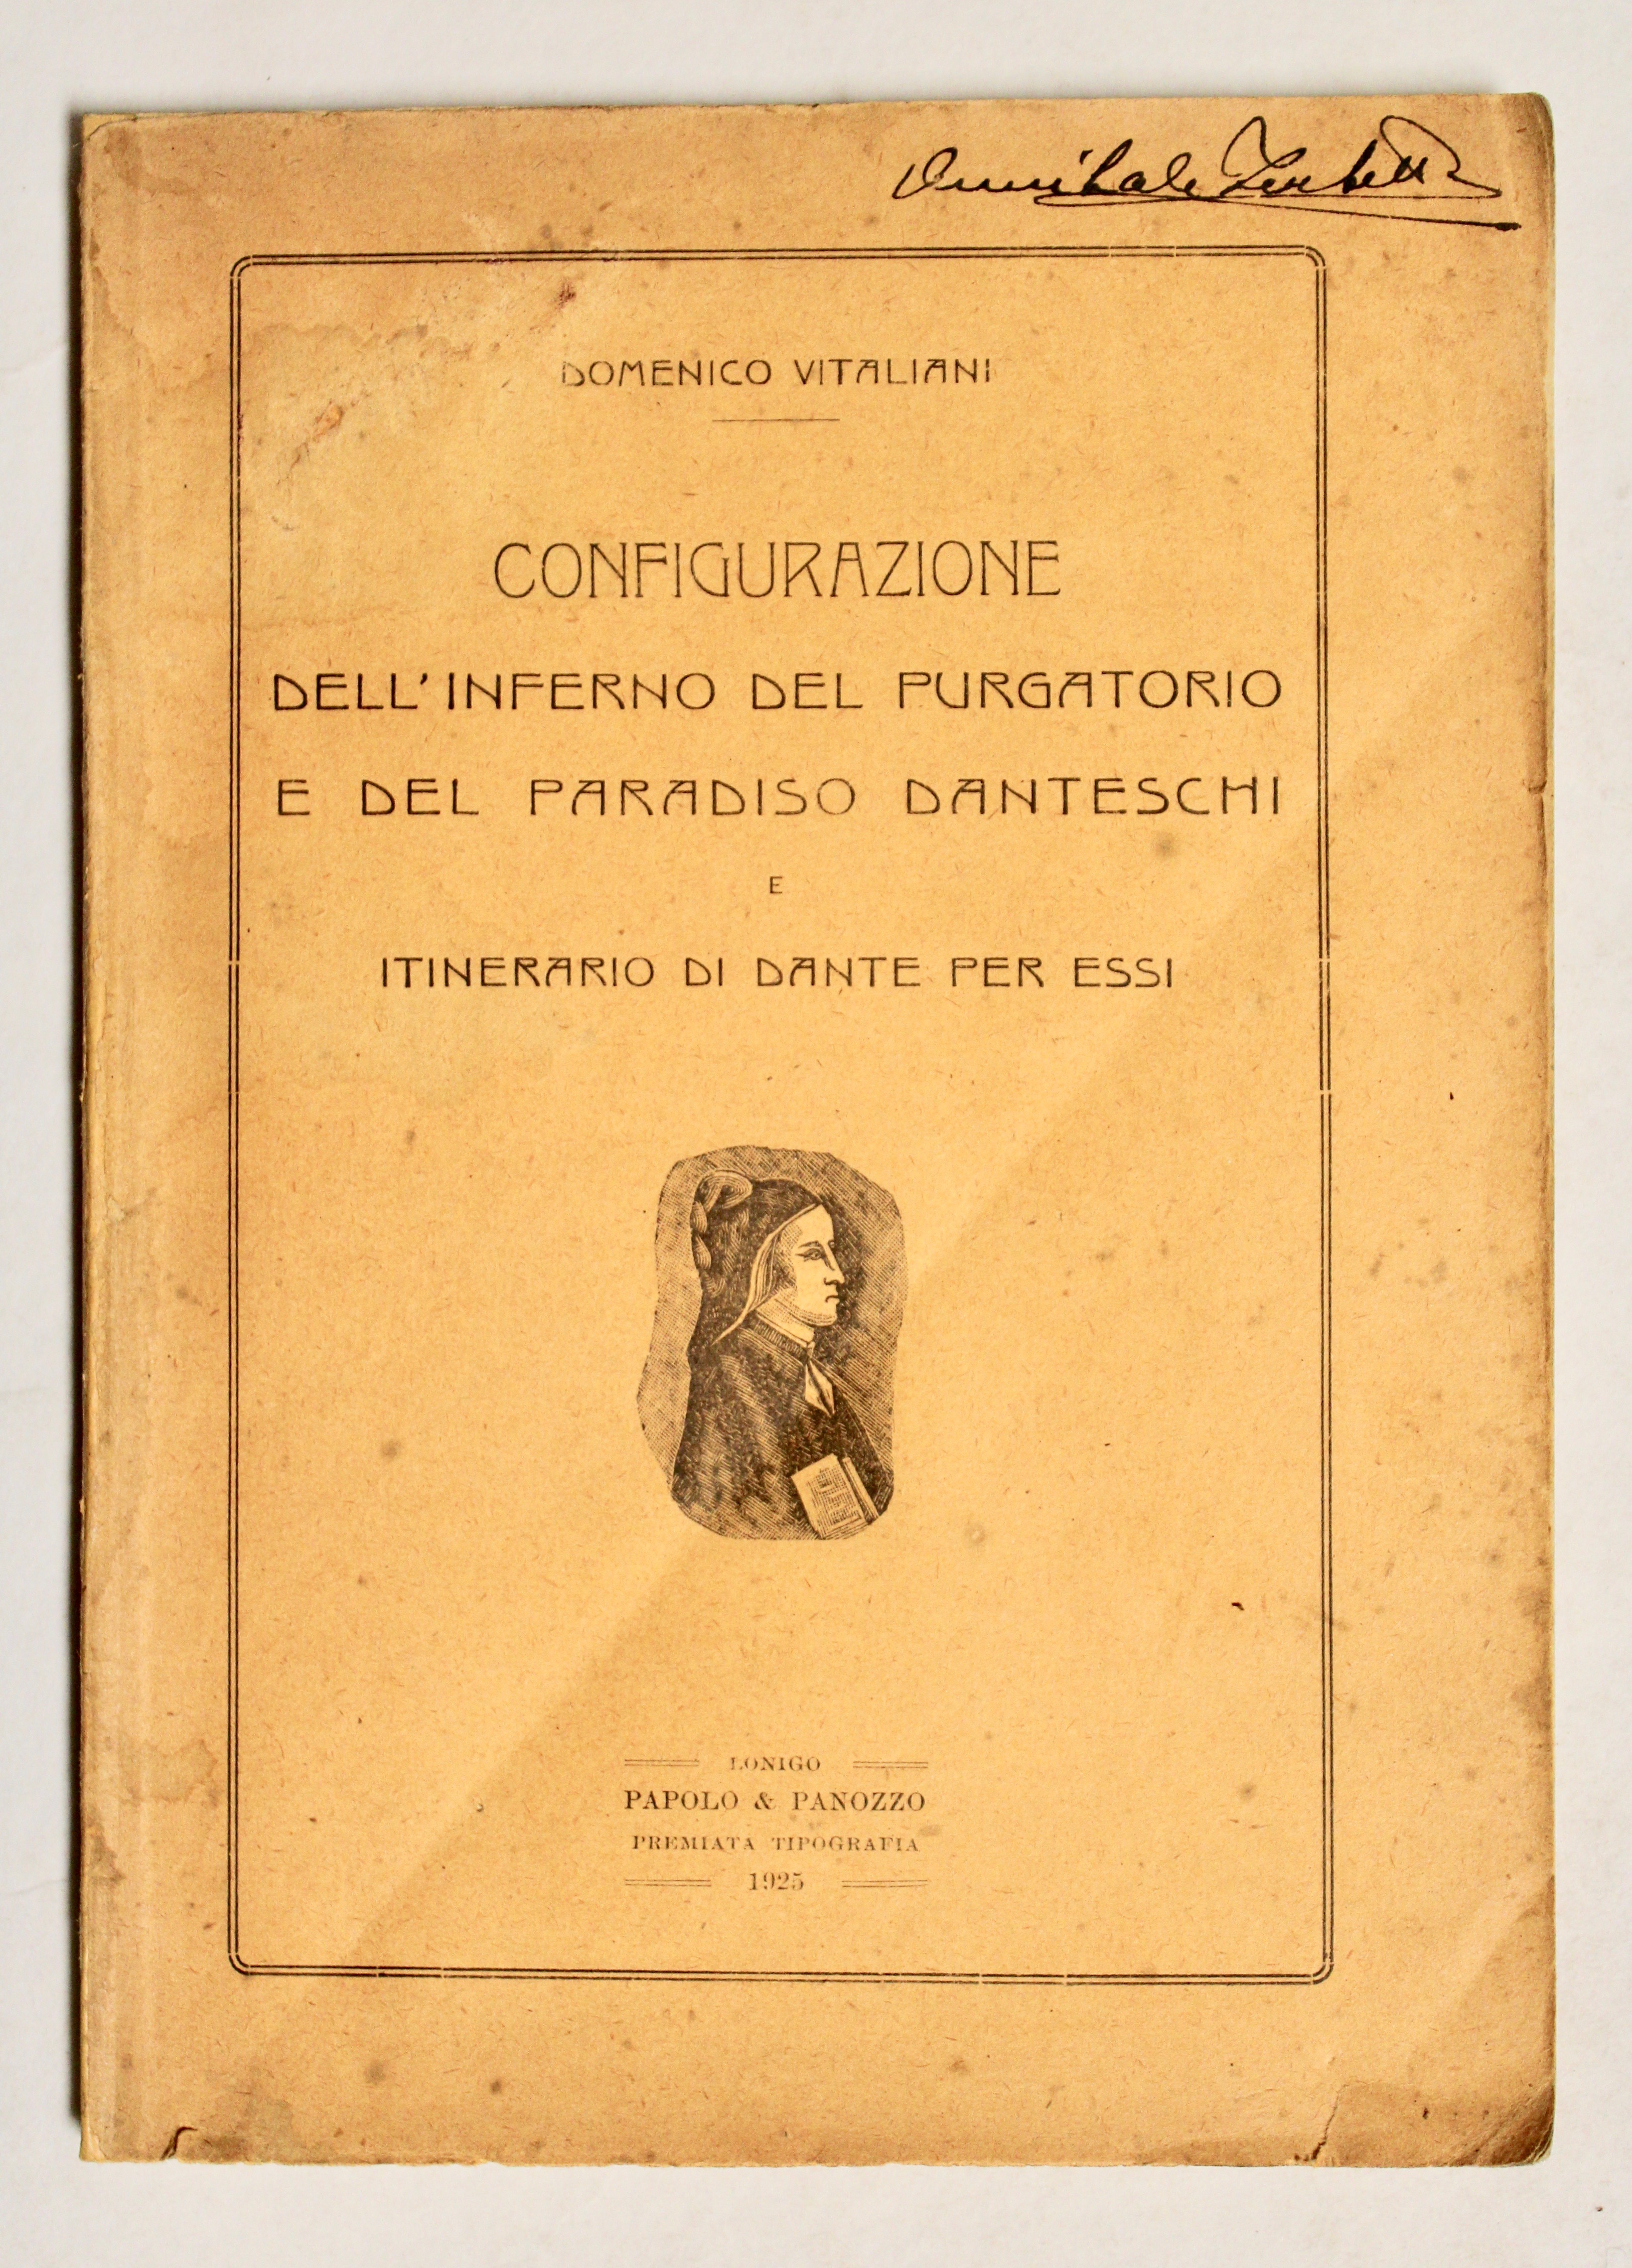 Annibale
DOMENICO VITALIANI
CONFIGURAZIONE
DELL'INFERNO DEL PURGATORIO
E DEL PARADISO DANTESCHI
E
ITINERARIO DI DANTE PER ESSI
LONIGO
PAPOLO & PANOZZO
PREMIATA TIPOGRAFIA
1925